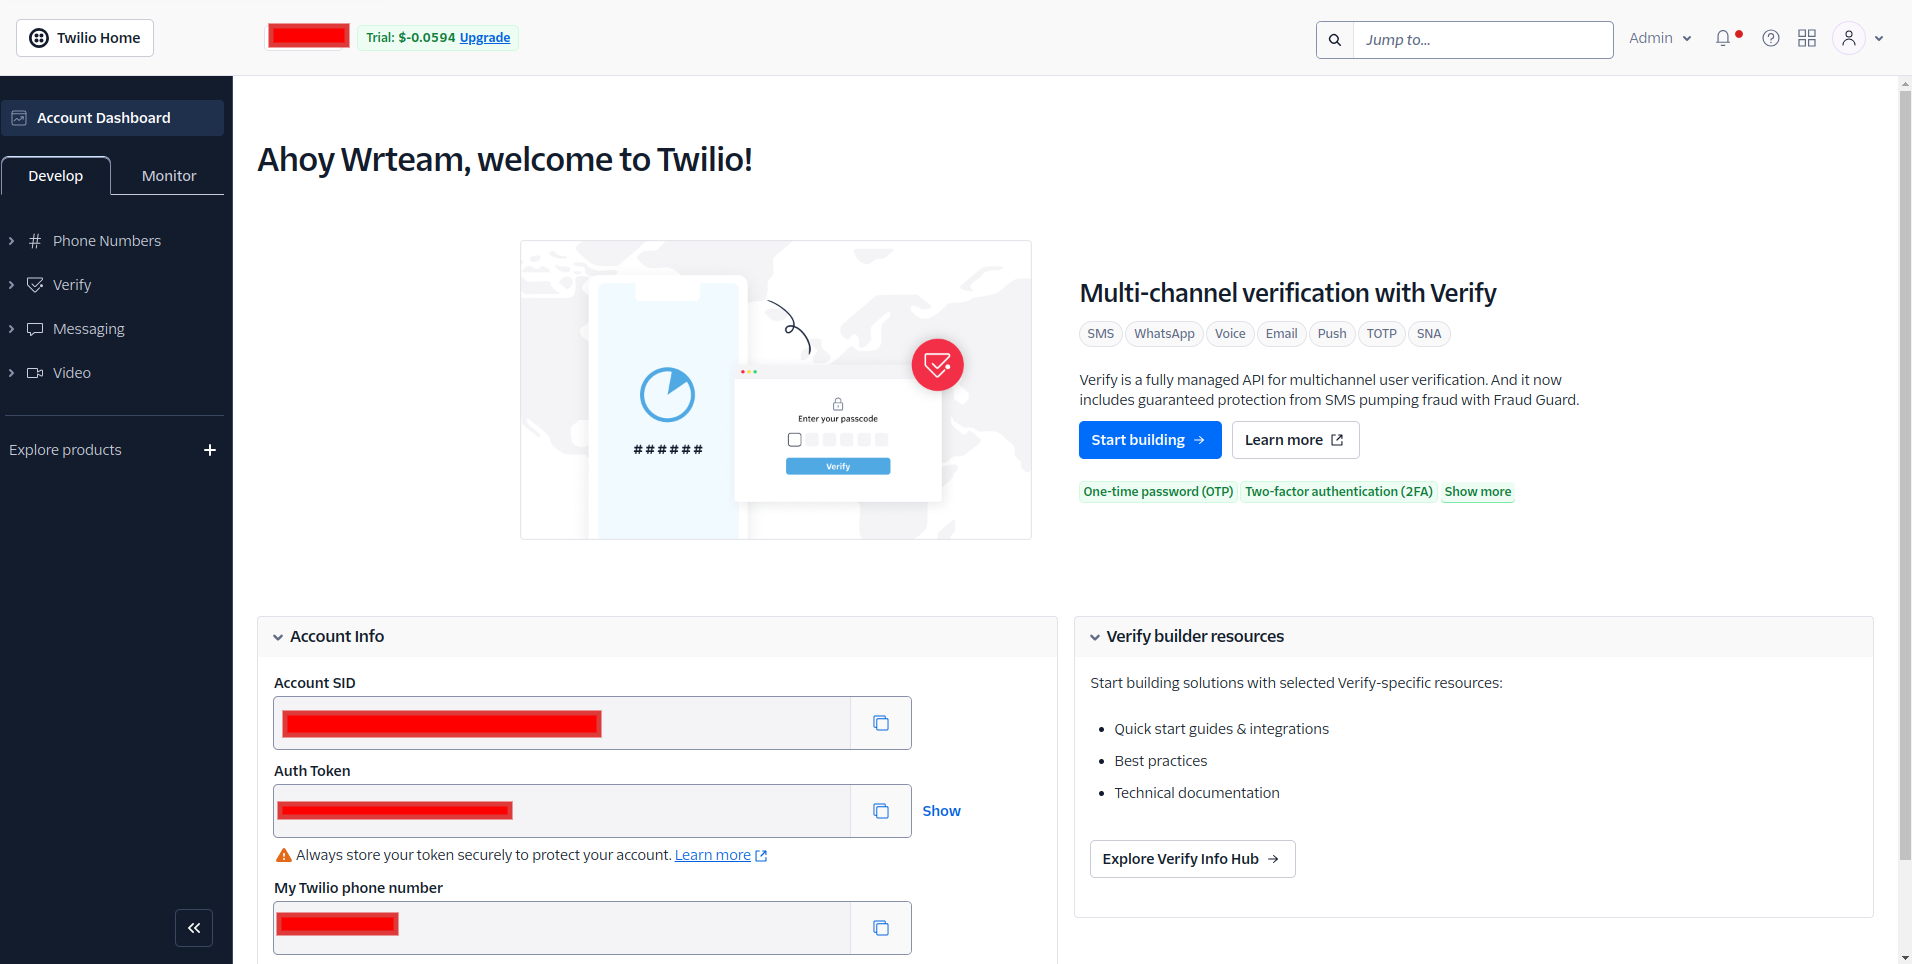 Twilio Home
Trial: $-0.0594 Upgrade
Jump to...
Admin
Account Dashboard
Develop
Monitor
Phone Numbers
Verify
Messaging
Video
Explore products
Ahoy Wrteam, welcome to Twilio!
######
Enter your passcode
Verify
Multi-channel verification with Verify
SMS WhatsApp Voice Email Push TOTP SNA
Verify is a fully managed API for multichannel user verification. And it now
includes guaranteed protection from SMS pumping fraud with Fraud Guard.
Start building
Learn more
One-time password (OTP) Two-factor authentication (2FA) Show more
Account Info
Account SID
Auth Token
Show
Always store your token securely to protect your account. Learn more
My Twilio phone number
Verify builder resources
Start building solutions with selected Verify-specific resources:
Quick start guides & integrations
Best practices
Technical documentation
Explore Verify Info Hub